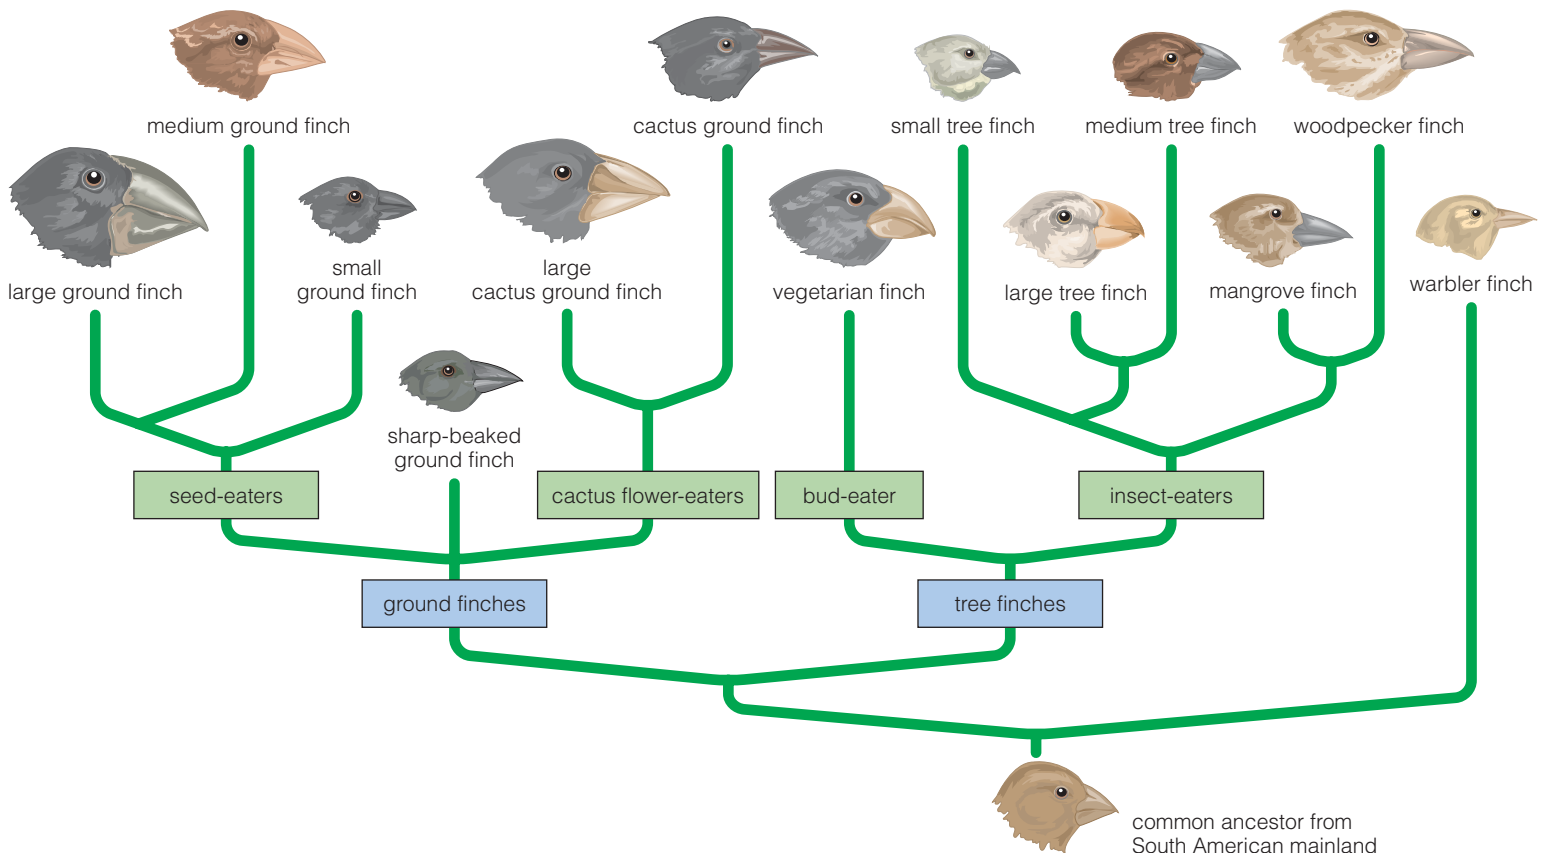 medium ground finch
cactus ground finch
small tree finch
medium tree finch
woodpecker finch
large ground finch
small
ground finch
large
cactus ground finch
vegetarian finch
large tree finch
mangrove finch
warbler finch
sharp-beaked
ground finch
seed-eaters
cactus flower-eaters
bud-eater
insect-eaters
ground finches
tree finches
common ancestor from
South American mainland